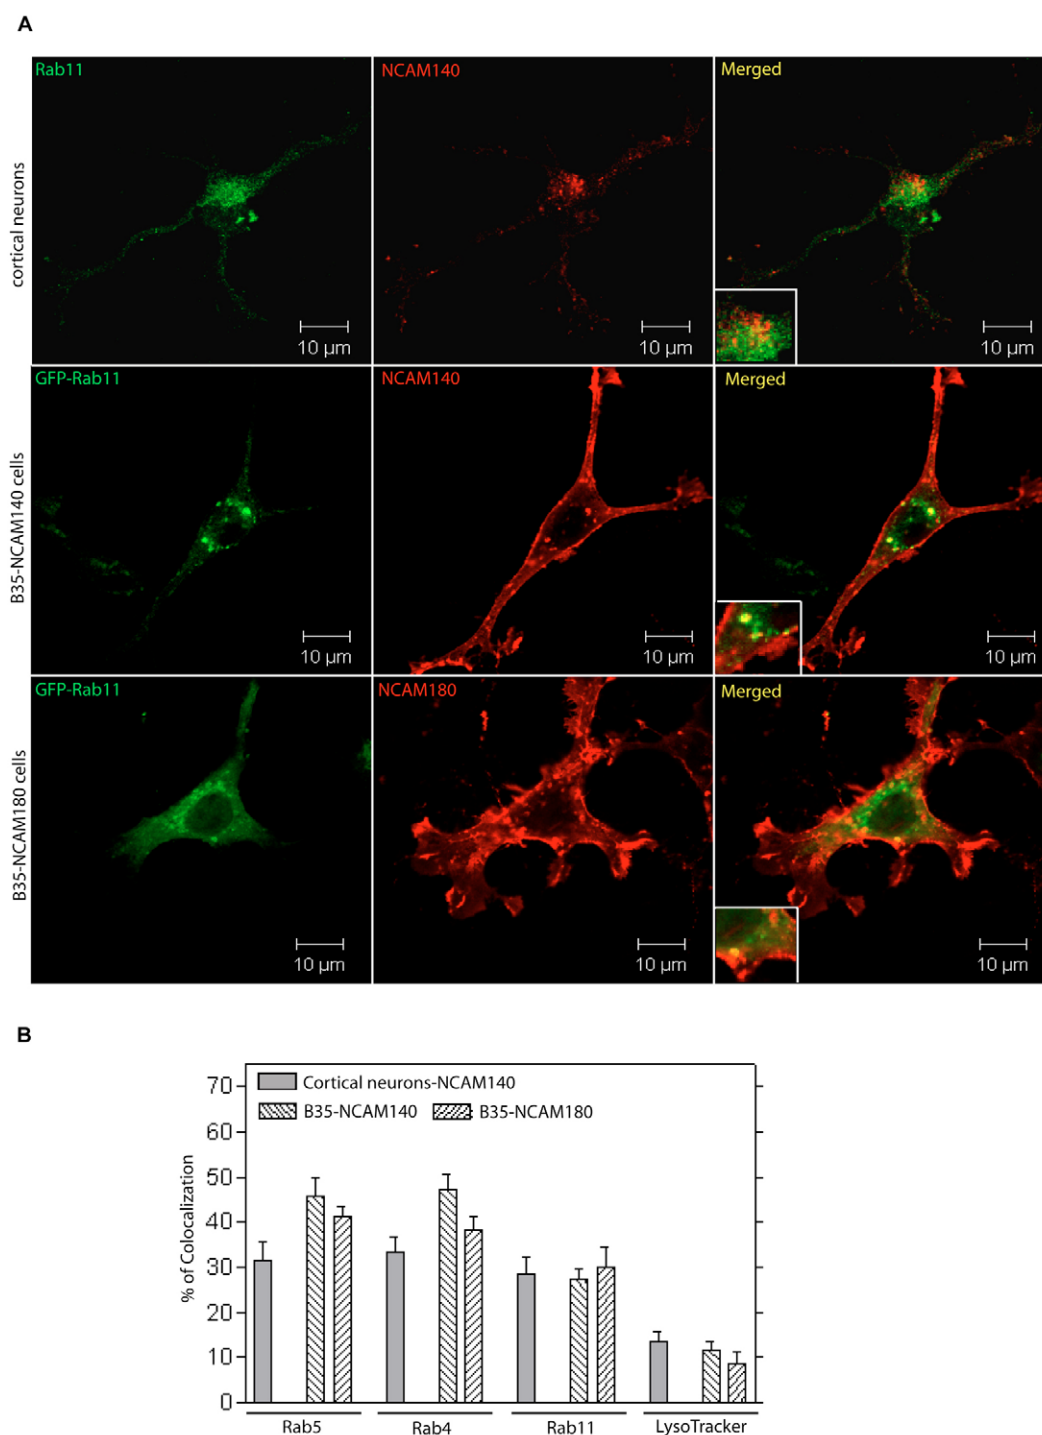 A
Rab11 NCAM140 Merged
cortical neurons
10 µm 10 µm 10 µm
GFP-Rab11 NCAM140 Merged
B35-NCAM140 cells
10 µm 10 µm 10 µm
GFP-Rab11 NCAM180 Merged
B35-NCAM180 cells
10 µm 10 µm 10 µm
B
% of Colocalization
70
60
50
40
30
20
10
0
Cortical neurons-NCAM140
B35-NCAM140 B35-NCAM180
Rab5 Rab4 Rab11 LysoTracker